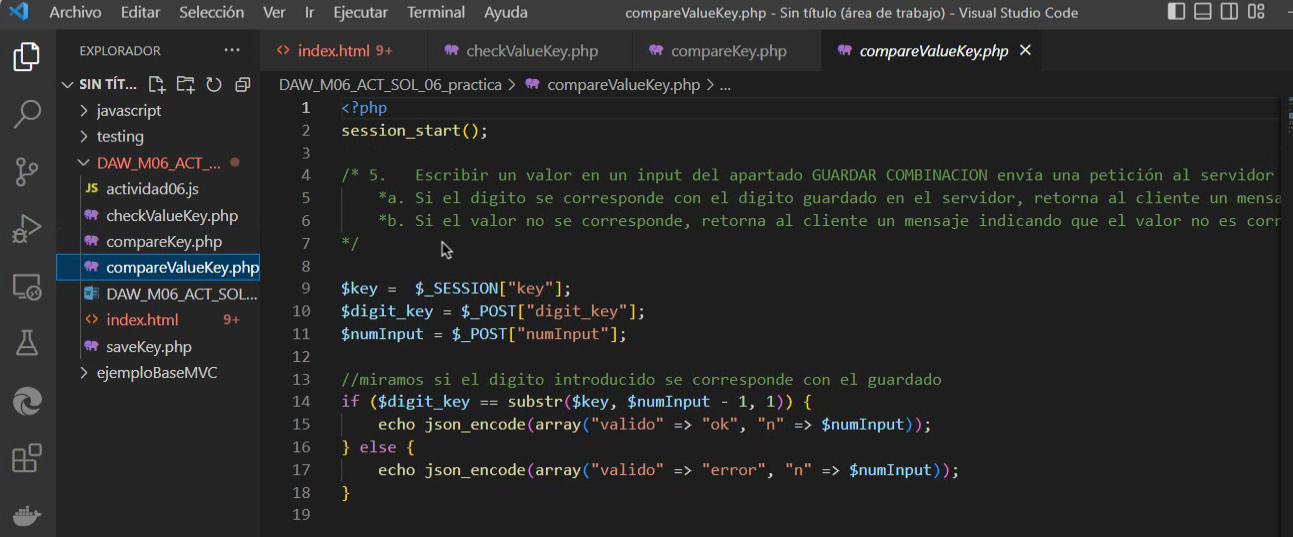 Archivo Editar Selección Ver Ir Ejecutar Terminal Ayuda compareValueKey.php - Sin título (área de trabajo) - Visual Studio Code
EXPLORADOR ...
SIN TÍT...
javascript
testing
DAW_M06_ACT_...
JS actividad06.js
checkValueKey.php
compareKey.php
compareValueKey.php
DAW_M06_ACT_SOL...
<> index.html 9+
saveKey.php
ejemploBaseMVC
<> index.html 9+ checkValueKey.php compareKey.php compareValueKey.php
DAW_M06_ACT_SOL_06_practica > compareValueKey.php > ...
1 <?php
2 session_start();
3
4 /* 5. Escribir un valor en un input del apartado GUARDAR COMBINACION envía una petición al servidor
5 *a. Si el digito se corresponde con el digito guardado en el servidor, retorna al cliente un mensa
6 *b. Si el valor no se corresponde, retorna al cliente un mensaje indicando que el valor no es corr
7 */
8
9 $key = $_SESSION["key"];
10 $digit_key = $_POST["digit_key"];
11 $numInput = $_POST["numInput"];
12
13 //miramos si el digito introducido se corresponde con el guardado
14 if ($digit_key == substr($key, $numInput - 1, 1)) {
15 echo json_encode(array("valido" => "ok", "n" => $numInput));
16 } else {
17 echo json_encode(array("valido" => "error", "n" => $numInput));
18 }
19